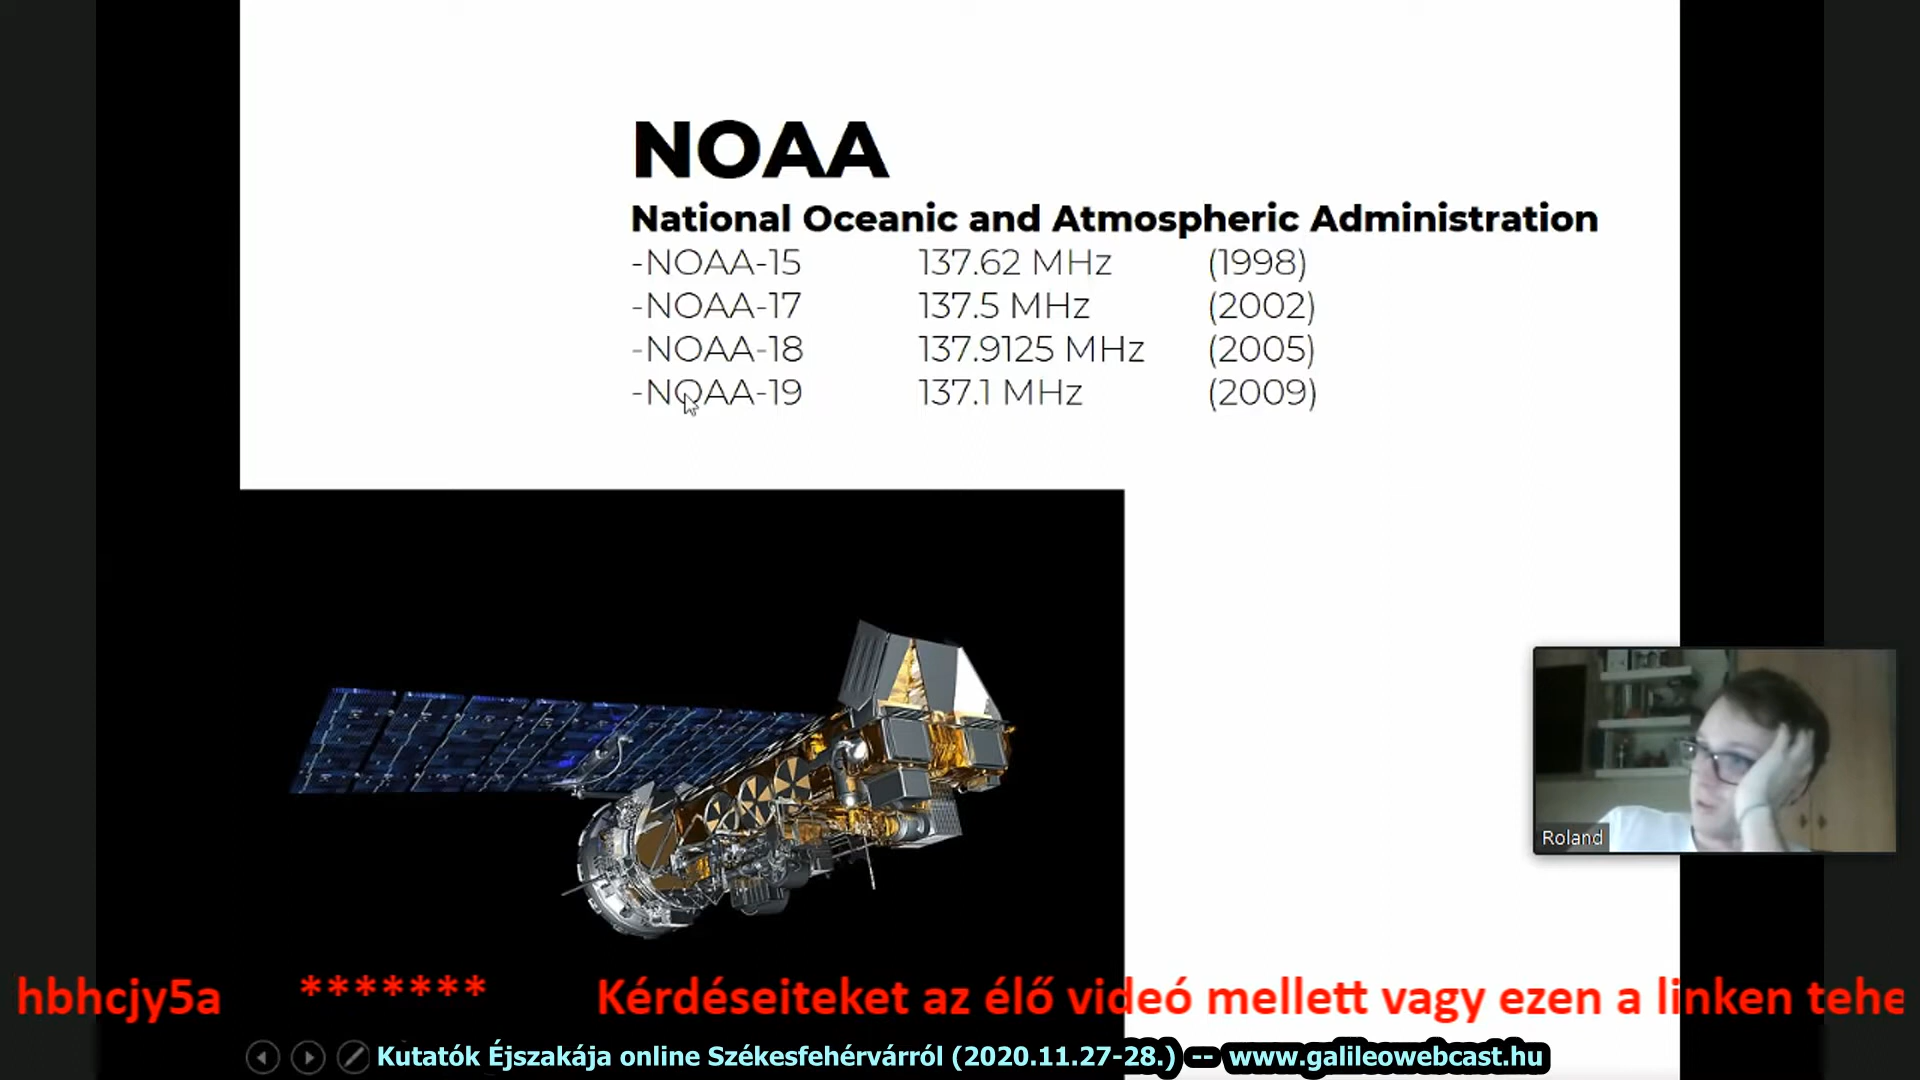 NOAA
National Oceanic and Atmospheric Administration
-NOAA-15 137.62 MHz (1998)
-NOAA-17 137.5 MHz (2002)
-NOAA-18 137.9125 MHz (2005)
-NOAA-19 137.1 MHz (2009)
Roland
hbhcjy5a ******* Kérdéseiteket az élő videó mellett vagy ezen a linken tehe
Kutatók Éjszakája online Székesfehérvárról (2020.11.27-28.) -- www.galileowebcast.hu